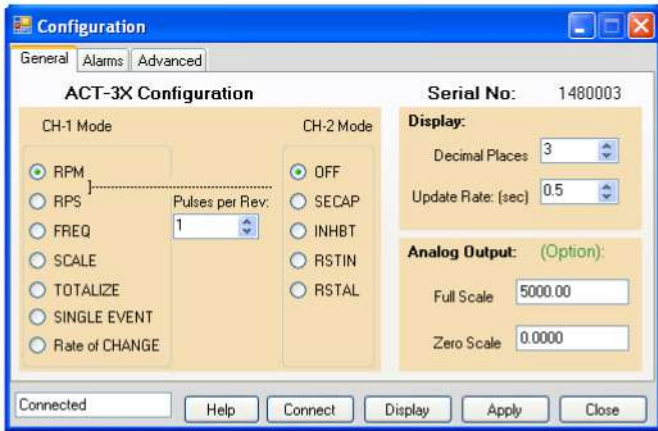 Configuration
General Alarms Advanced
ACT-3X Configuration
Serial No: 1480003
CH-1 Mode
RPM
RPS
FREQ
SCALE
TOTALIZE
SINGLE EVENT
Rate of CHANGE
Pulses per Rev:
1
CH-2 Mode
OFF
SECAP
INHBT
RSTIN
RSTAL
Display:
Decimal Places 3
Update Rate: (sec) 0.5
Analog Output: (Option):
Full Scale 5000.00
Zero Scale 0.0000
Connected Help Connect Display Apply Close